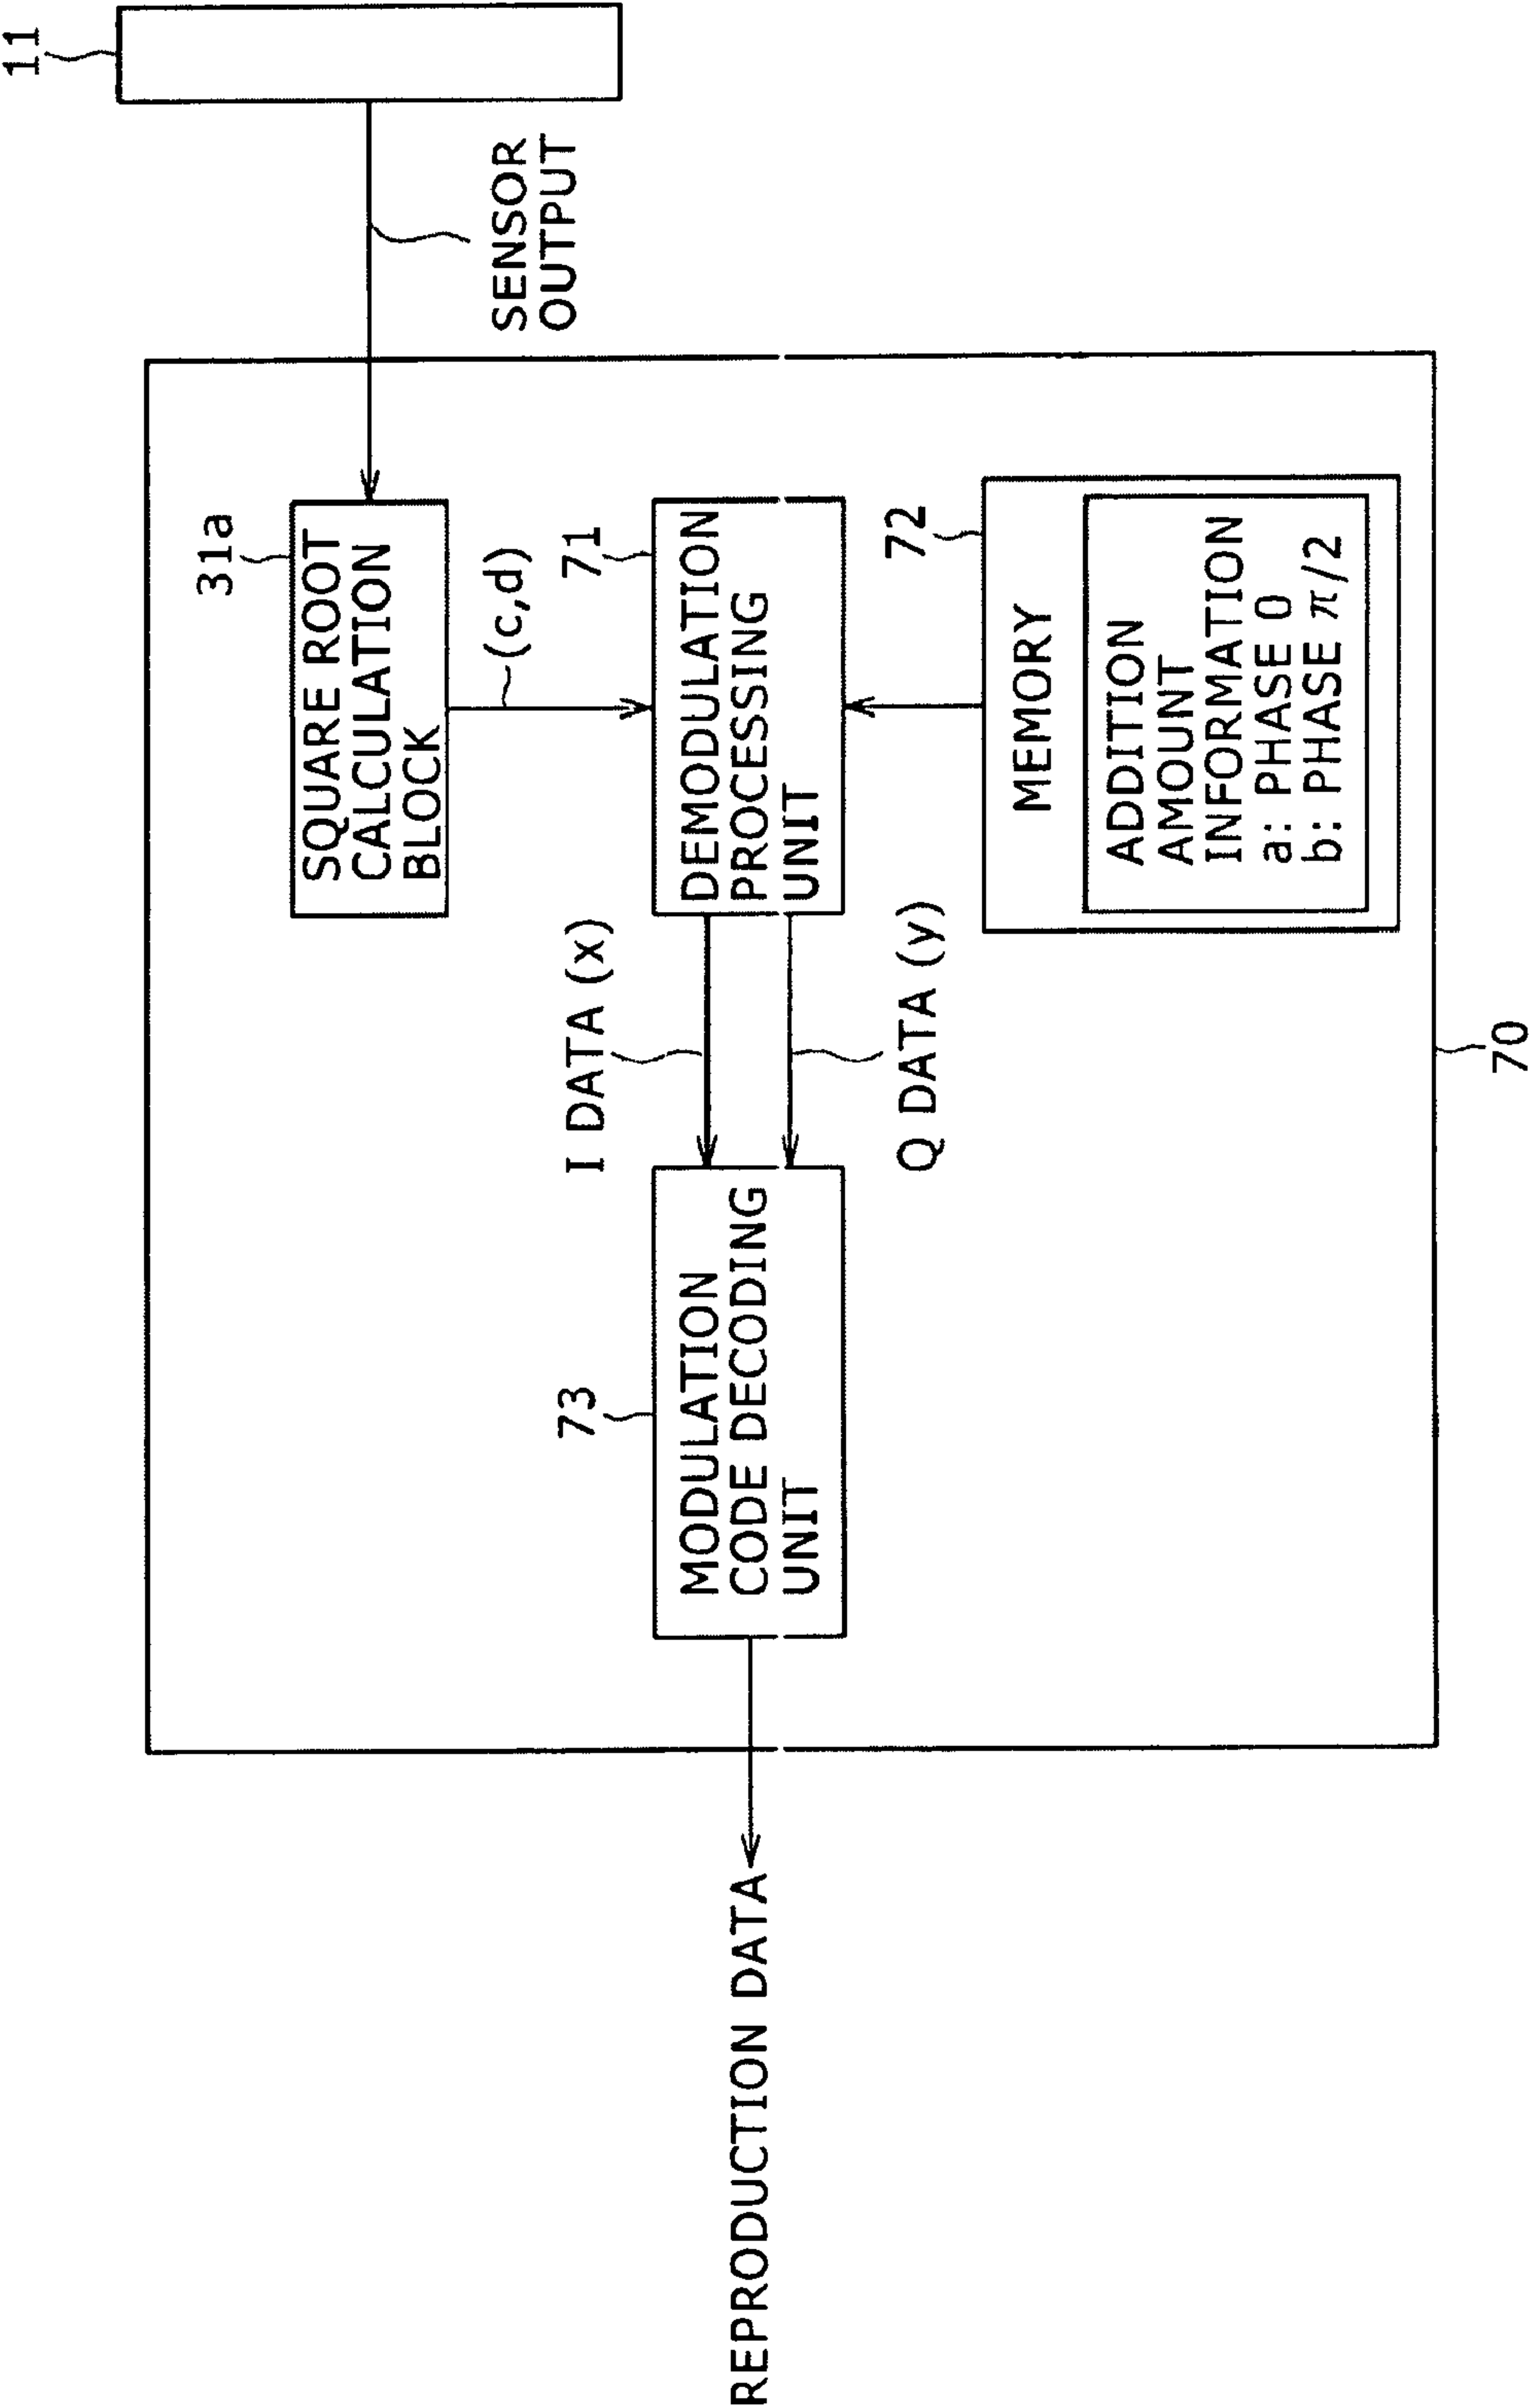 11
SENSOR
OUTPUT
31a
SQUARE ROOT
CALCULATION
BLOCK
(c,d)
71
DEMODULATION
PROCESSING
UNIT
72
MEMORY
ADDITION
AMOUNT
INFORMATION
a: PHASE 0
b: PHASE π/2
I DATA (x)
Q DATA (y)
70
73
MODULATION
CODE DECODING
UNIT
REPRODUCTION DATA